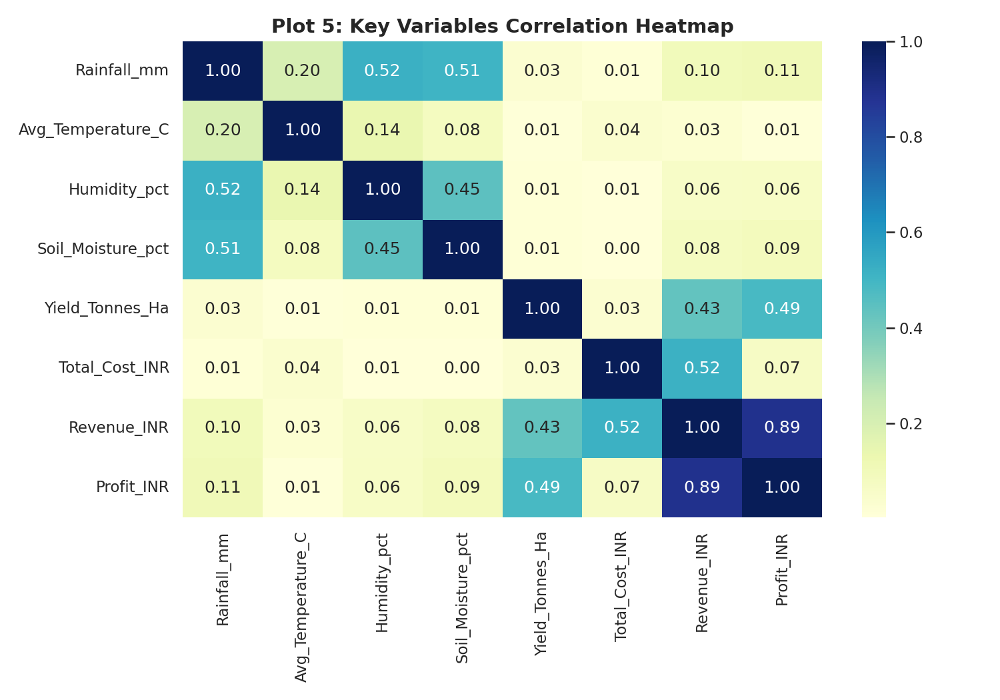 Plot 5: Key Variables Correlation Heatmap
Rainfall_mm 1.00 0.20 0.52 0.51 0.03 0.01 0.10 0.11
Avg_Temperature_C 0.20 1.00 0.14 0.08 0.01 0.04 0.03 0.01
Humidity_pct 0.52 0.14 1.00 0.45 0.01 0.01 0.06 0.06
Soil_Moisture_pct 0.51 0.08 0.45 1.00 0.01 0.00 0.08 0.09
Yield_Tonnes_Ha 0.03 0.01 0.01 0.01 1.00 0.03 0.43 0.49
Total_Cost_INR 0.01 0.04 0.01 0.00 0.03 1.00 0.52 0.07
Revenue_INR 0.10 0.03 0.06 0.08 0.43 0.52 1.00 0.89
Profit_INR 0.11 0.01 0.06 0.09 0.49 0.07 0.89 1.00
Rainfall_mm
Avg_Temperature_C
Humidity_pct
Soil_Moisture_pct
Yield_Tonnes_Ha
Total_Cost_INR
Revenue_INR
Profit_INR
1.0
0.8
0.6
0.4
0.2